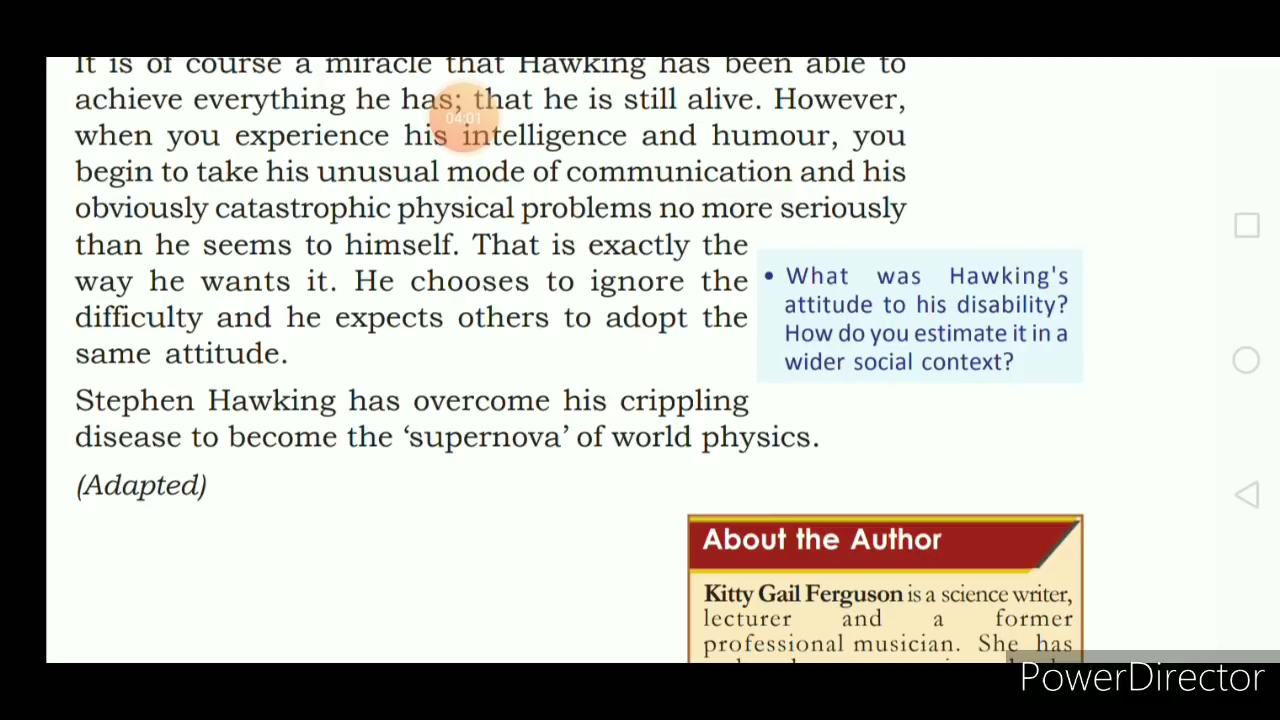 It is of course a miracle that Hawking has been able to
achieve everything he has; that he is still alive. However,
04:01
when you experience his intelligence and humour, you
begin to take his unusual mode of communication and his
obviously catastrophic physical problems no more seriously
than he seems to himself. That is exactly the
way he wants it. He chooses to ignore the
difficulty and he expects others to adopt the
same attitude.
• What was Hawking's
attitude to his disability?
How do you estimate it in a
wider social context?
Stephen Hawking has overcome his crippling
disease to become the ‘supernova’ of world physics.
(Adapted)
About the Author
Kitty Gail Ferguson is a science writer,
lecturer and a former
professional musician. She has
PowerDirector